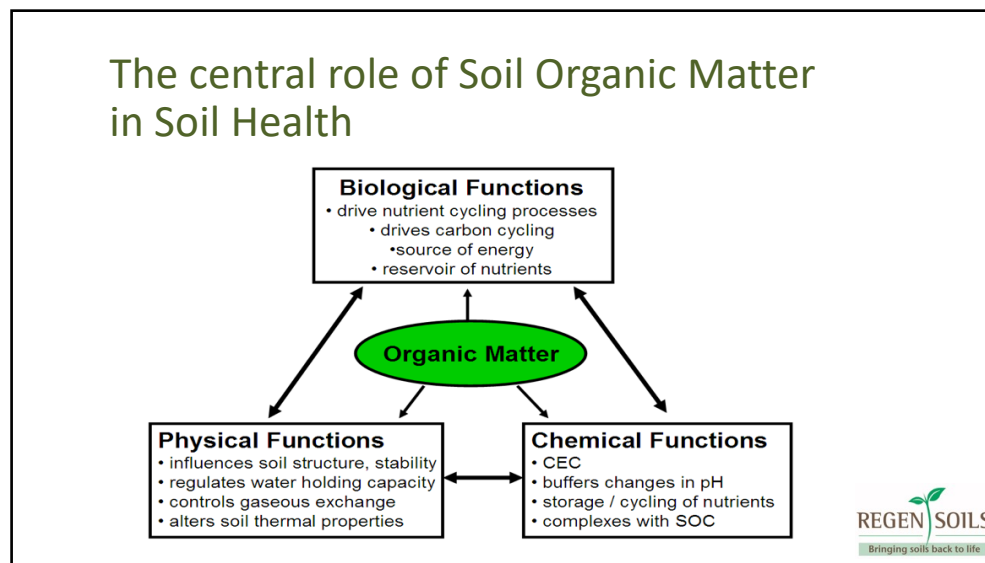 The central role of Soil Organic Matter
in Soil Health
Biological Functions
• drive nutrient cycling processes
• drives carbon cycling
•source of energy
• reservoir of nutrients
Organic Matter
Physical Functions
• influences soil structure, stability
• regulates water holding capacity
• controls gaseous exchange
• alters soil thermal properties
Chemical Functions
• CEC
• buffers changes in pH
• storage / cycling of nutrients
• complexes with SOC
REGEN SOILS
Bringing soils back to life